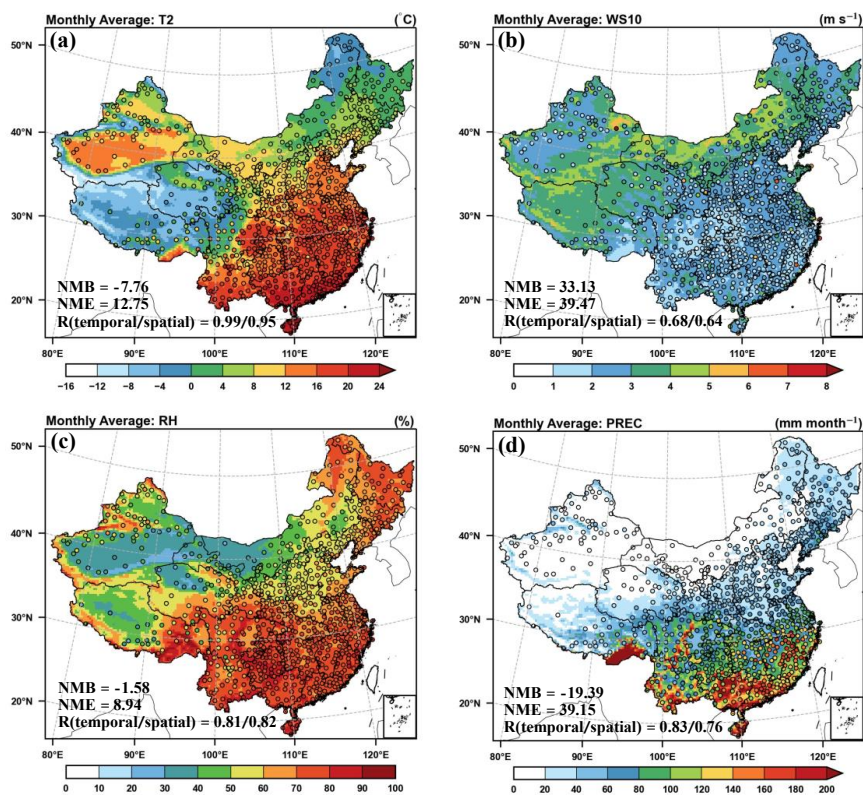 Monthly Average: T2 (°C)
(a)
50°N
40°N
30°N
20°N
NMB = -7.76
NME = 12.75
R(temporal/spatial) = 0.99/0.95
80°E 90°E 100°E 110°E 120°E
−16 −12 −8 −4 0 4 8 12 16 20 24
Monthly Average: WS10 (m s⁻¹)
(b)
50°N
40°N
30°N
20°N
NMB = 33.13
NME = 39.47
R(temporal/spatial) = 0.68/0.64
80°E 90°E 100°E 110°E 120°E
0 1 2 3 4 5 6 7 8
Monthly Average: RH (%)
(c)
50°N
40°N
30°N
20°N
NMB = -1.58
NME = 8.94
R(temporal/spatial) = 0.81/0.82
80°E 90°E 100°E 110°E 120°E
0 10 20 30 40 50 60 70 80 90 100
Monthly Average: PREC (mm month⁻¹)
(d)
50°N
40°N
30°N
20°N
NMB = -19.39
NME = 39.15
R(temporal/spatial) = 0.83/0.76
80°E 90°E 100°E 110°E 120°E
0 20 40 60 80 100 120 140 160 180 200